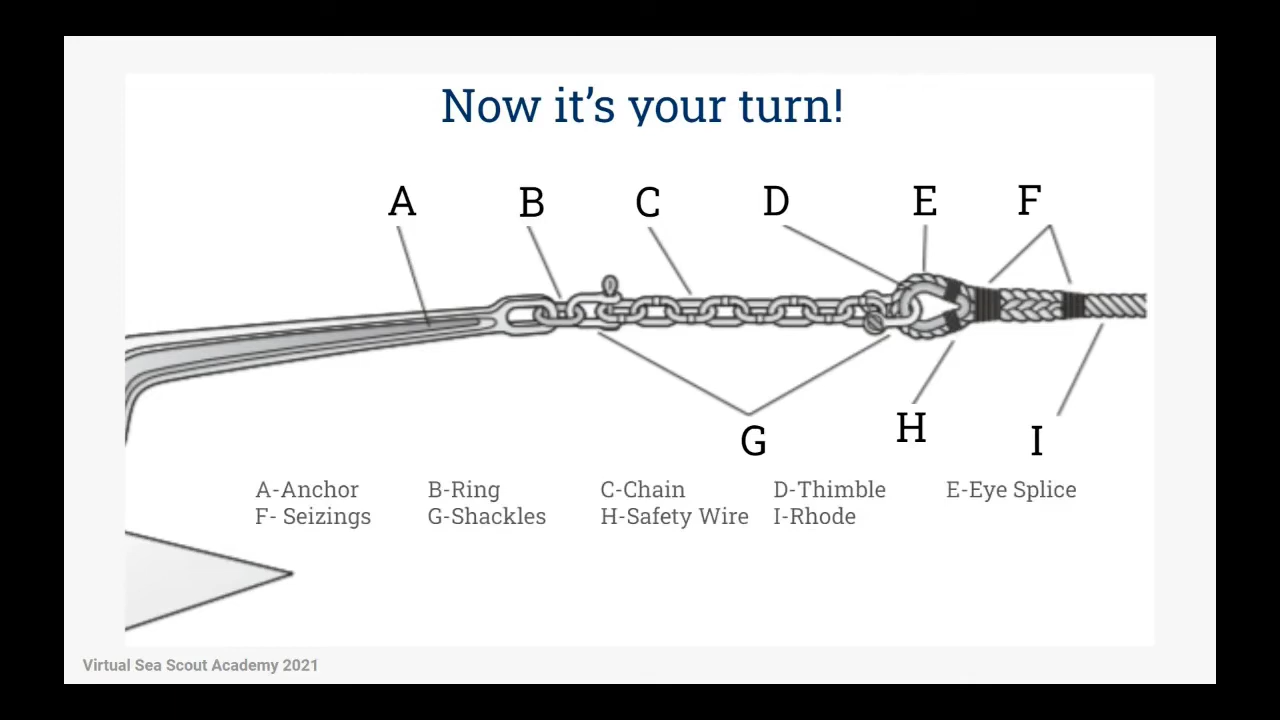 Now it's your turn!
A B C D E F
G H I
A-Anchor B-Ring C-Chain D-Thimble E-Eye Splice
F- Seizings G-Shackles H-Safety Wire I-Rhode
Virtual Sea Scout Academy 2021